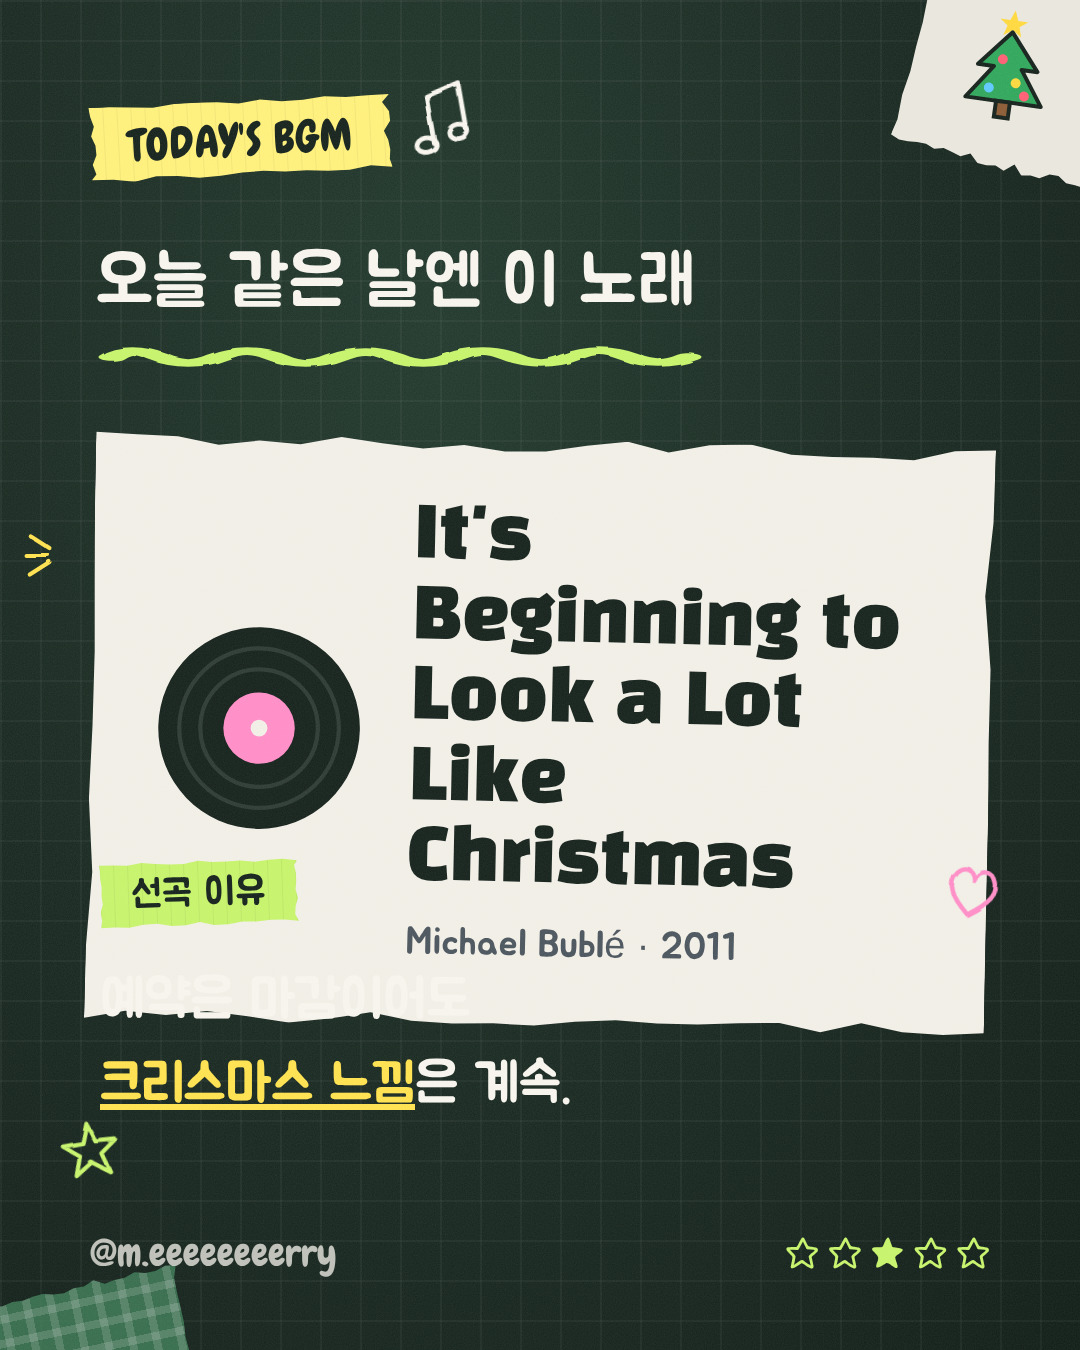 TODAY'S BGM
오늘 같은 날엔 이 노래
It's
Beginning to
Look a Lot
Like
Christmas
Michael Bublé · 2011
선곡 이유
예약은 마감이어도
크리스마스 느낌은 계속.
@m.eeeeeeeerry